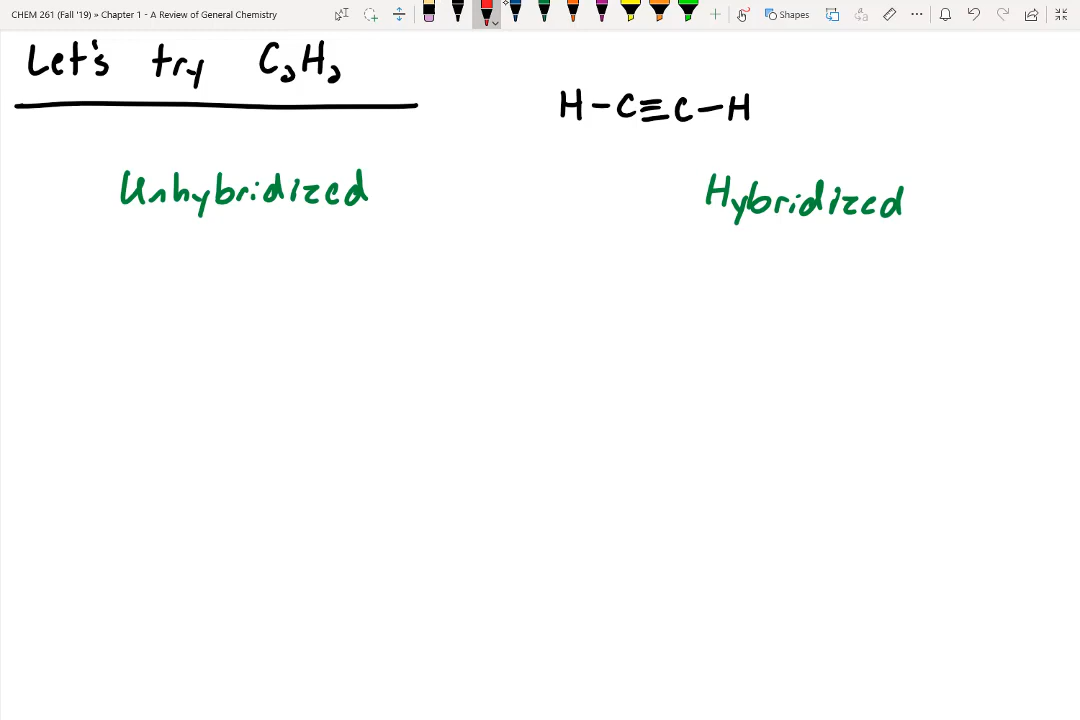 CHEM 261 (Fall '19) » Chapter 1 - A Review of General Chemistry
Shapes
Let's try C₂H₂
H-C≡C-H
Unhybridized
Hybridized